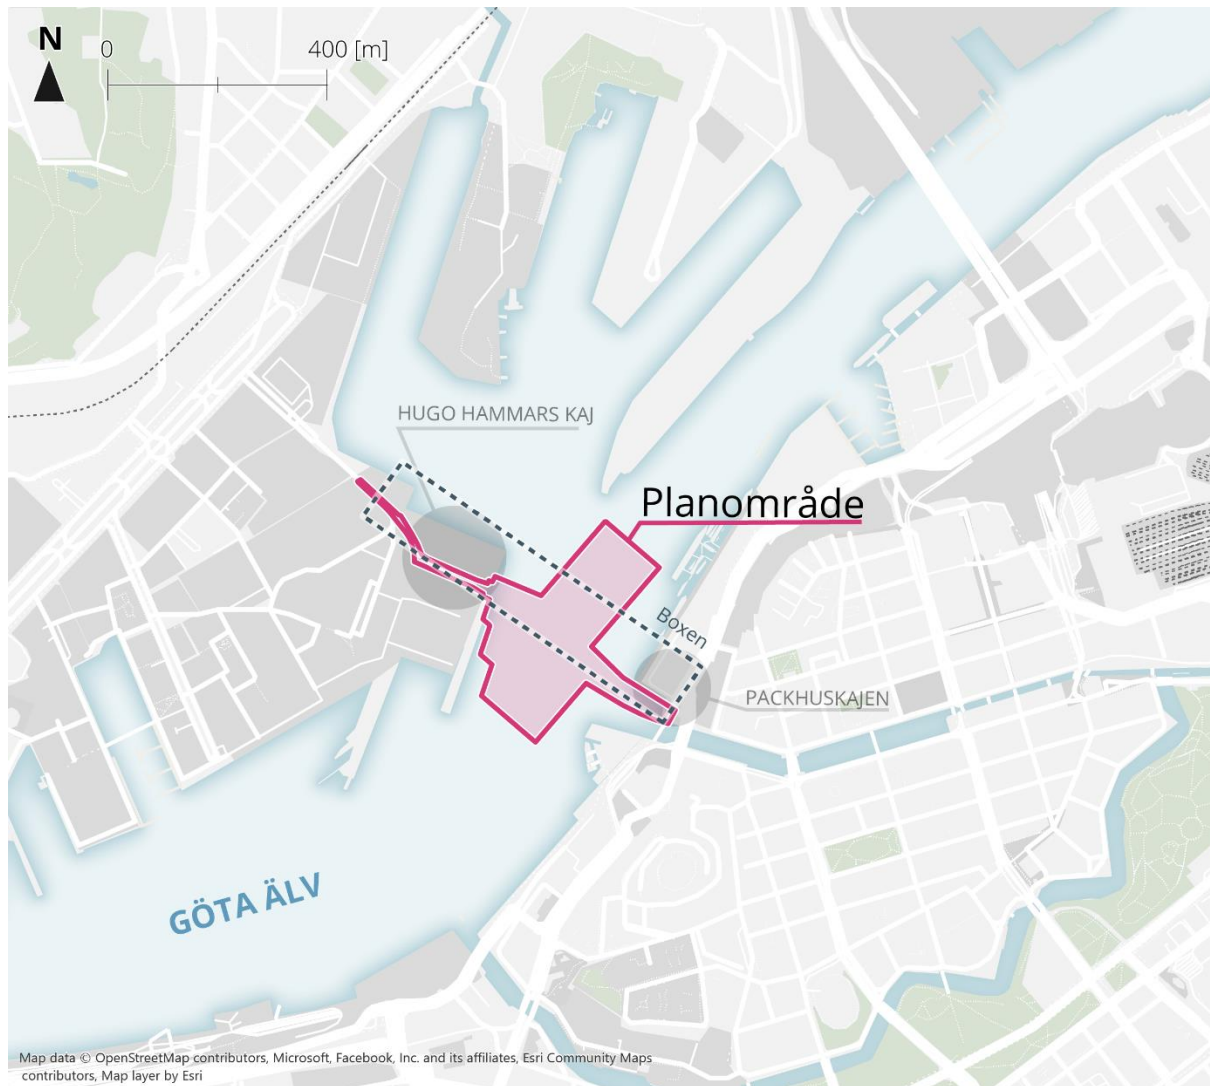 N
0 400 [m]
HUGO HAMMARS KAJ
Planområde
Boxen
PACKHUSKAJEN
GÖTA ÄLV
Map data © OpenStreetMap contributors, Microsoft, Facebook, Inc. and its affiliates, Esri Community Maps
contributors, Map layer by Esri